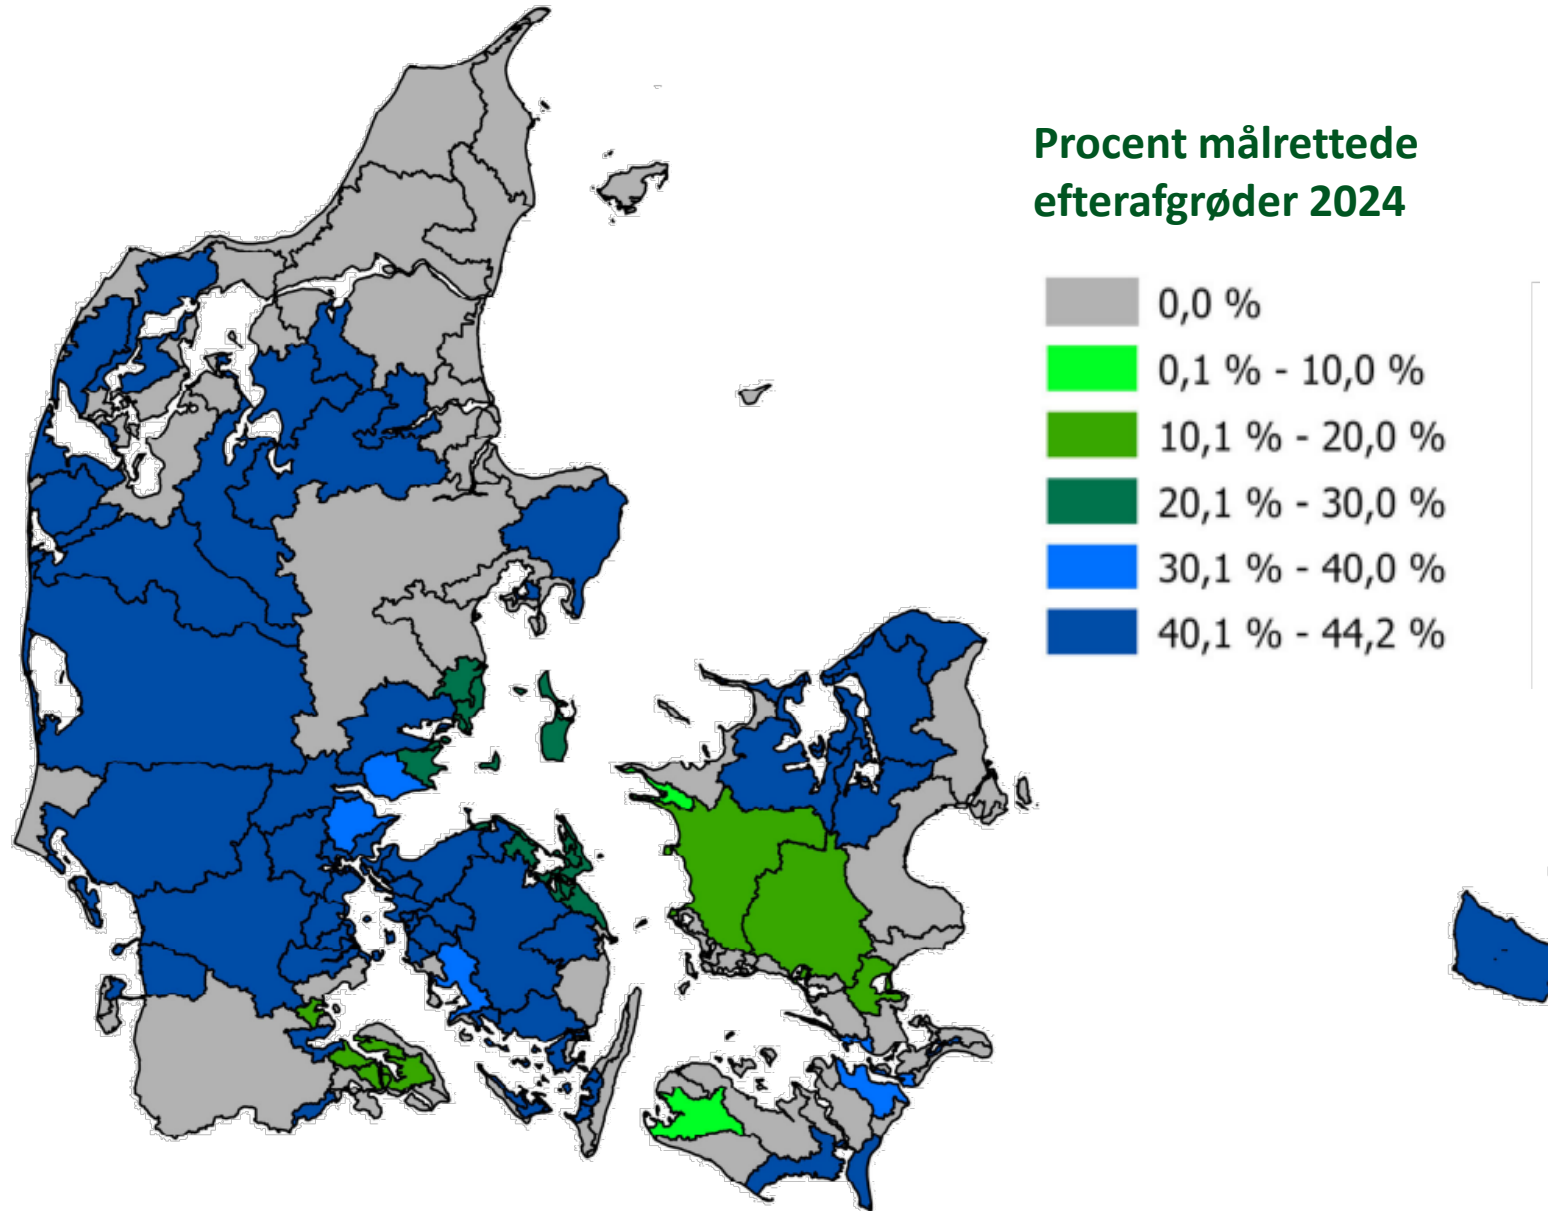 Procent målrettede
efterafgrøder 2024
0,0 %
0,1 % - 10,0 %
10,1 % - 20,0 %
20,1 % - 30,0 %
30,1 % - 40,0 %
40,1 % - 44,2 %